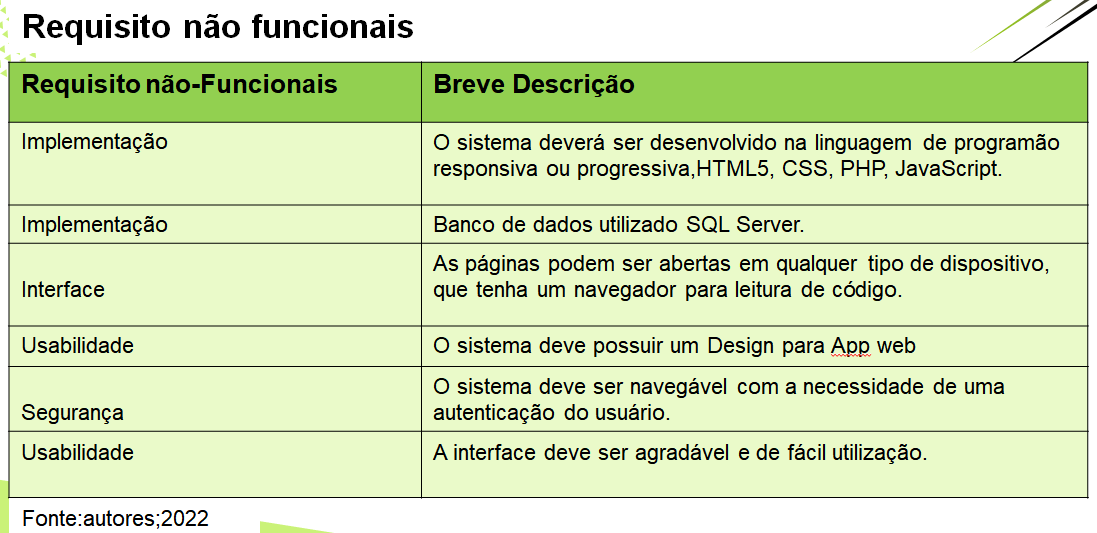 Requisito não funcionais
Requisito não-Funcionais
Breve Descrição
Implementação
O sistema deverá ser desenvolvido na linguagem de programão
responsiva ou progressiva,HTML5, CSS, PHP, JavaScript.
Implementação
Banco de dados utilizado SQL Server.
Interface
As páginas podem ser abertas em qualquer tipo de dispositivo,
que tenha um navegador para leitura de código.
Usabilidade
O sistema deve possuir um Design para App web
Segurança
O sistema deve ser navegável com a necessidade de uma
autenticação do usuário.
Usabilidade
A interface deve ser agradável e de fácil utilização.
Fonte:autores;2022